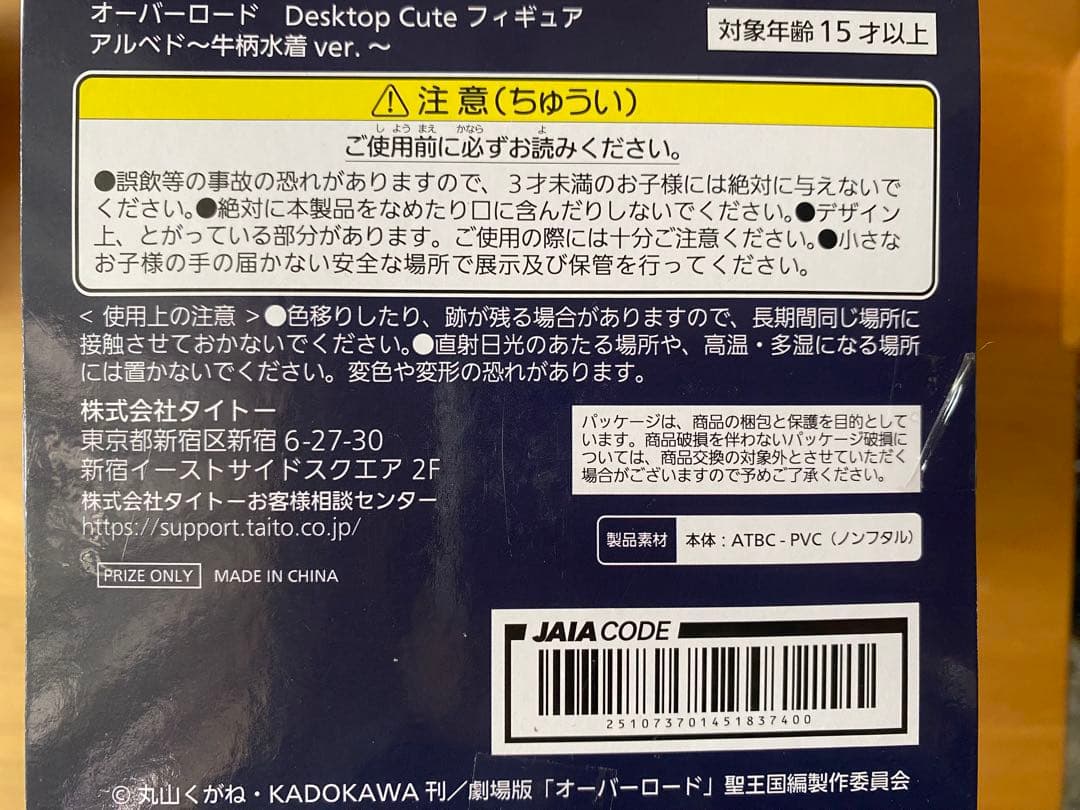 オーバーロード Desktop Cute フィギュア
アルベド〜牛柄水着 ver.〜
対象年齢 15 才以上
注 意（ちゅうい）
しようまえ かなら よ
ご使用前に必ずお読みください。
●誤飲等の事故の恐れがありますので、３才未満のお子様には絶対に与えないで
ください。●絶対に本製品をなめたり口に含んだりしないでください。●デザイン
上、とがっている部分があります。ご使用の際には十分ご注意ください。●小さな
お子様の手の届かない安全な場所で展示及び保管を行ってください。
< 使用上の注意 >●色移りしたり、跡が残る場合がありますので、長期間同じ場所に
接触させておかないでください。●直射日光のあたる場所や、高温・多湿になる場所
には置かないでください。変色や変形の恐れがあります。
株式会社タイトー
東京都新宿区新宿 6-27-30
新宿イーストサイドスクエア 2F
株式会社タイトーお客様相談センター
https://support.taito.co.jp/
PRIZE ONLY MADE IN CHINA
パッケージは、商品の梱包と保護を目的として
います。商品破損を伴わないパッケージ破損に
ついては、商品交換の対象外とさせていただく
場合がございますので予めご了承ください。
製品素材 本体：ATBC - PVC（ノンフタル）
JAIA CODE
251073701451837400
© 丸山くがね・KADOKAWA 刊／劇場版「オーバーロード」聖王国編製作委員会